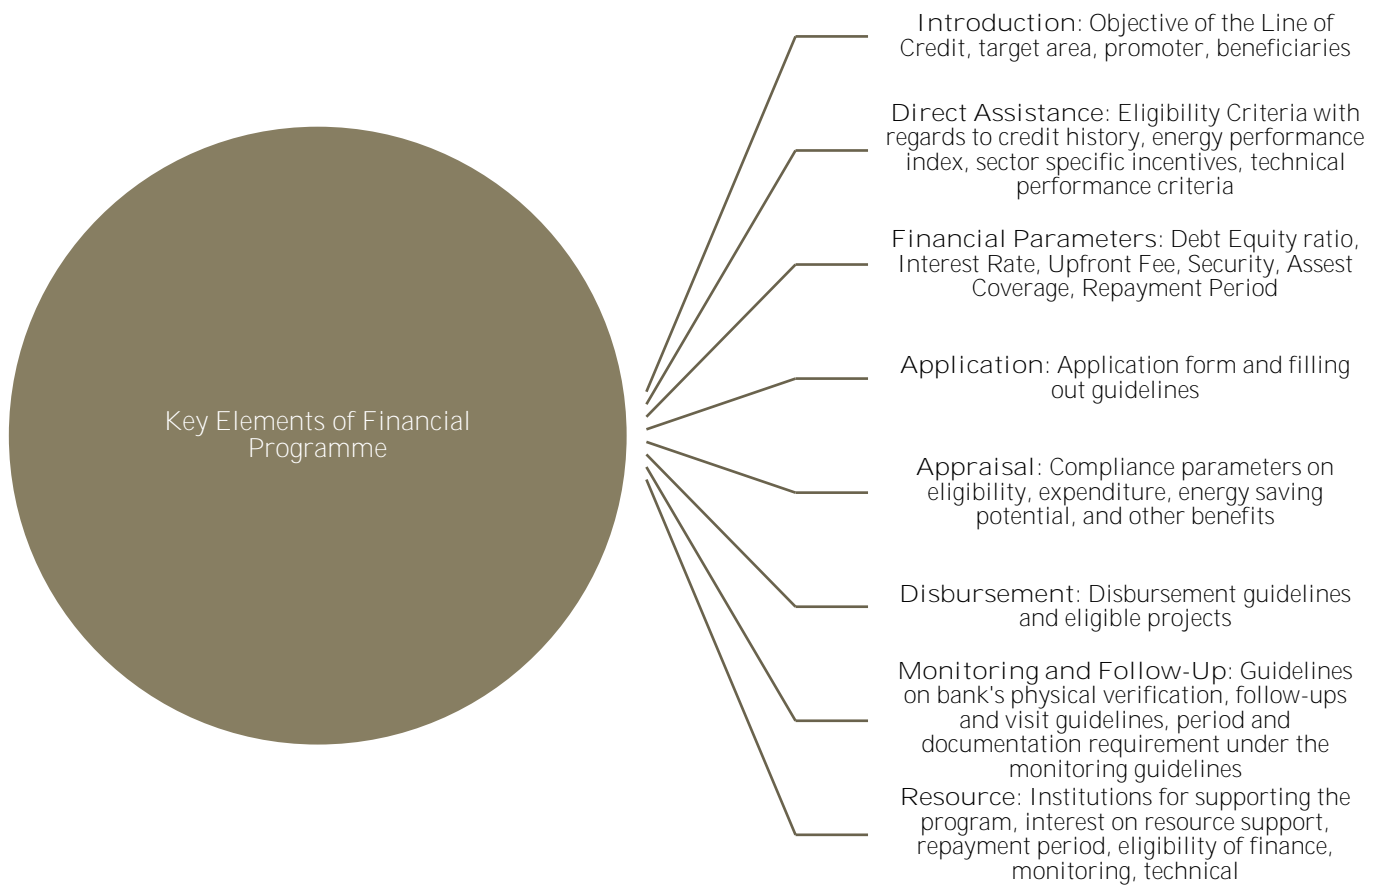 Key Elements of Financial
Programme
Introduction: Objective of the Line of
Credit, target area, promoter, beneficiaries
Direct Assistance: Eligibility Criteria with
regards to credit history, energy performance
index, sector specific incentives, technical
performance criteria
Financial Parameters: Debt Equity ratio,
Interest Rate, Upfront Fee, Security, Assest
Coverage, Repayment Period
Application: Application form and filling
out guidelines
Appraisal: Compliance parameters on
eligibility, expenditure, energy saving
potential, and other benefits
Disbursement: Disbursement guidelines
and eligible projects
Monitoring and Follow-Up: Guidelines
on bank's physical verification, follow-ups
and visit guidelines, period and
documentation requirement under the
monitoring guidelines
Resource: Institutions for supporting the
program, interest on resource support,
repayment period, eligibility of finance,
monitoring, technical